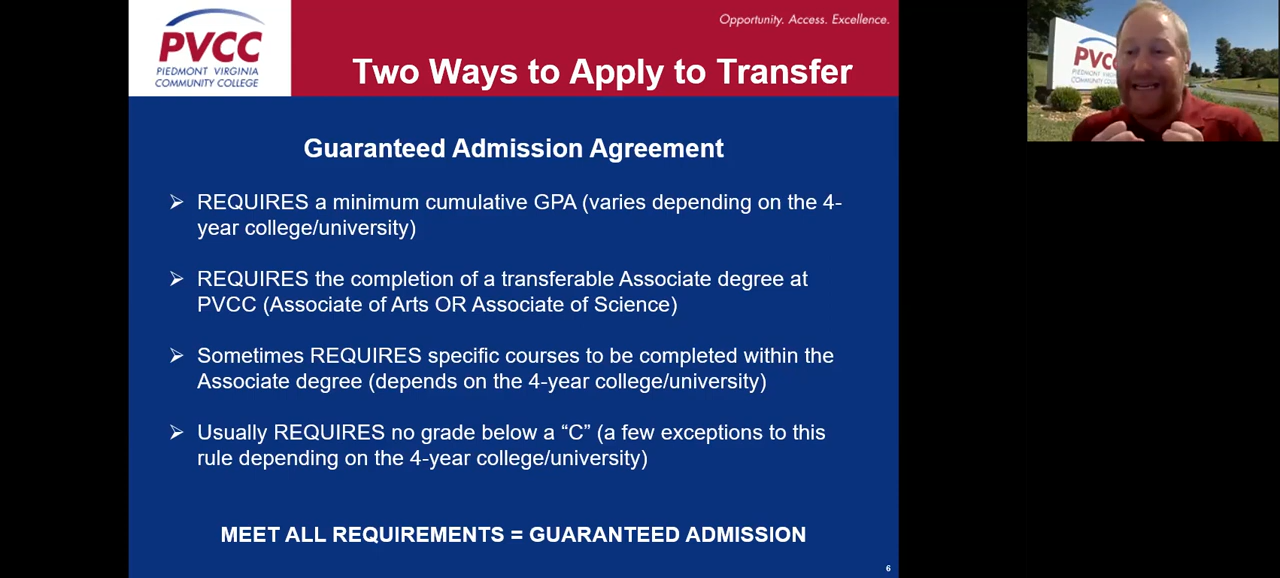 Opportunity. Access. Excellence.
PVCC
PIEDMONT VIRGINIA
COMMUNITY COLLEGE
Two Ways to Apply to Transfer
PVCC
PIEDMONT VIRGINIA
Guaranteed Admission Agreement
➢ REQUIRES a minimum cumulative GPA (varies depending on the 4-
year college/university)
➢ REQUIRES the completion of a transferable Associate degree at
PVCC (Associate of Arts OR Associate of Science)
➢ Sometimes REQUIRES specific courses to be completed within the
Associate degree (depends on the 4-year college/university)
➢ Usually REQUIRES no grade below a “C” (a few exceptions to this
rule depending on the 4-year college/university)
MEET ALL REQUIREMENTS = GUARANTEED ADMISSION
6